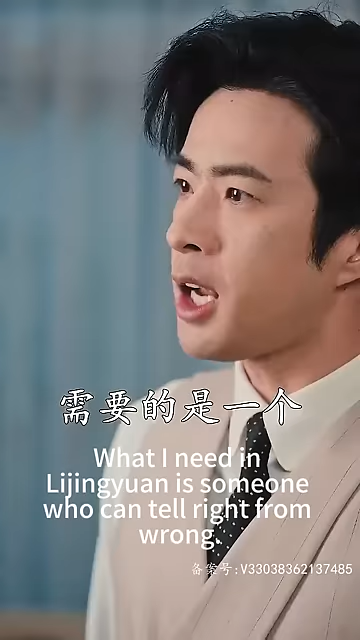 需要的是一个
What I need in
Lijingyuan is someone
who can tell right from
wrong.
备案号:V33038362137485